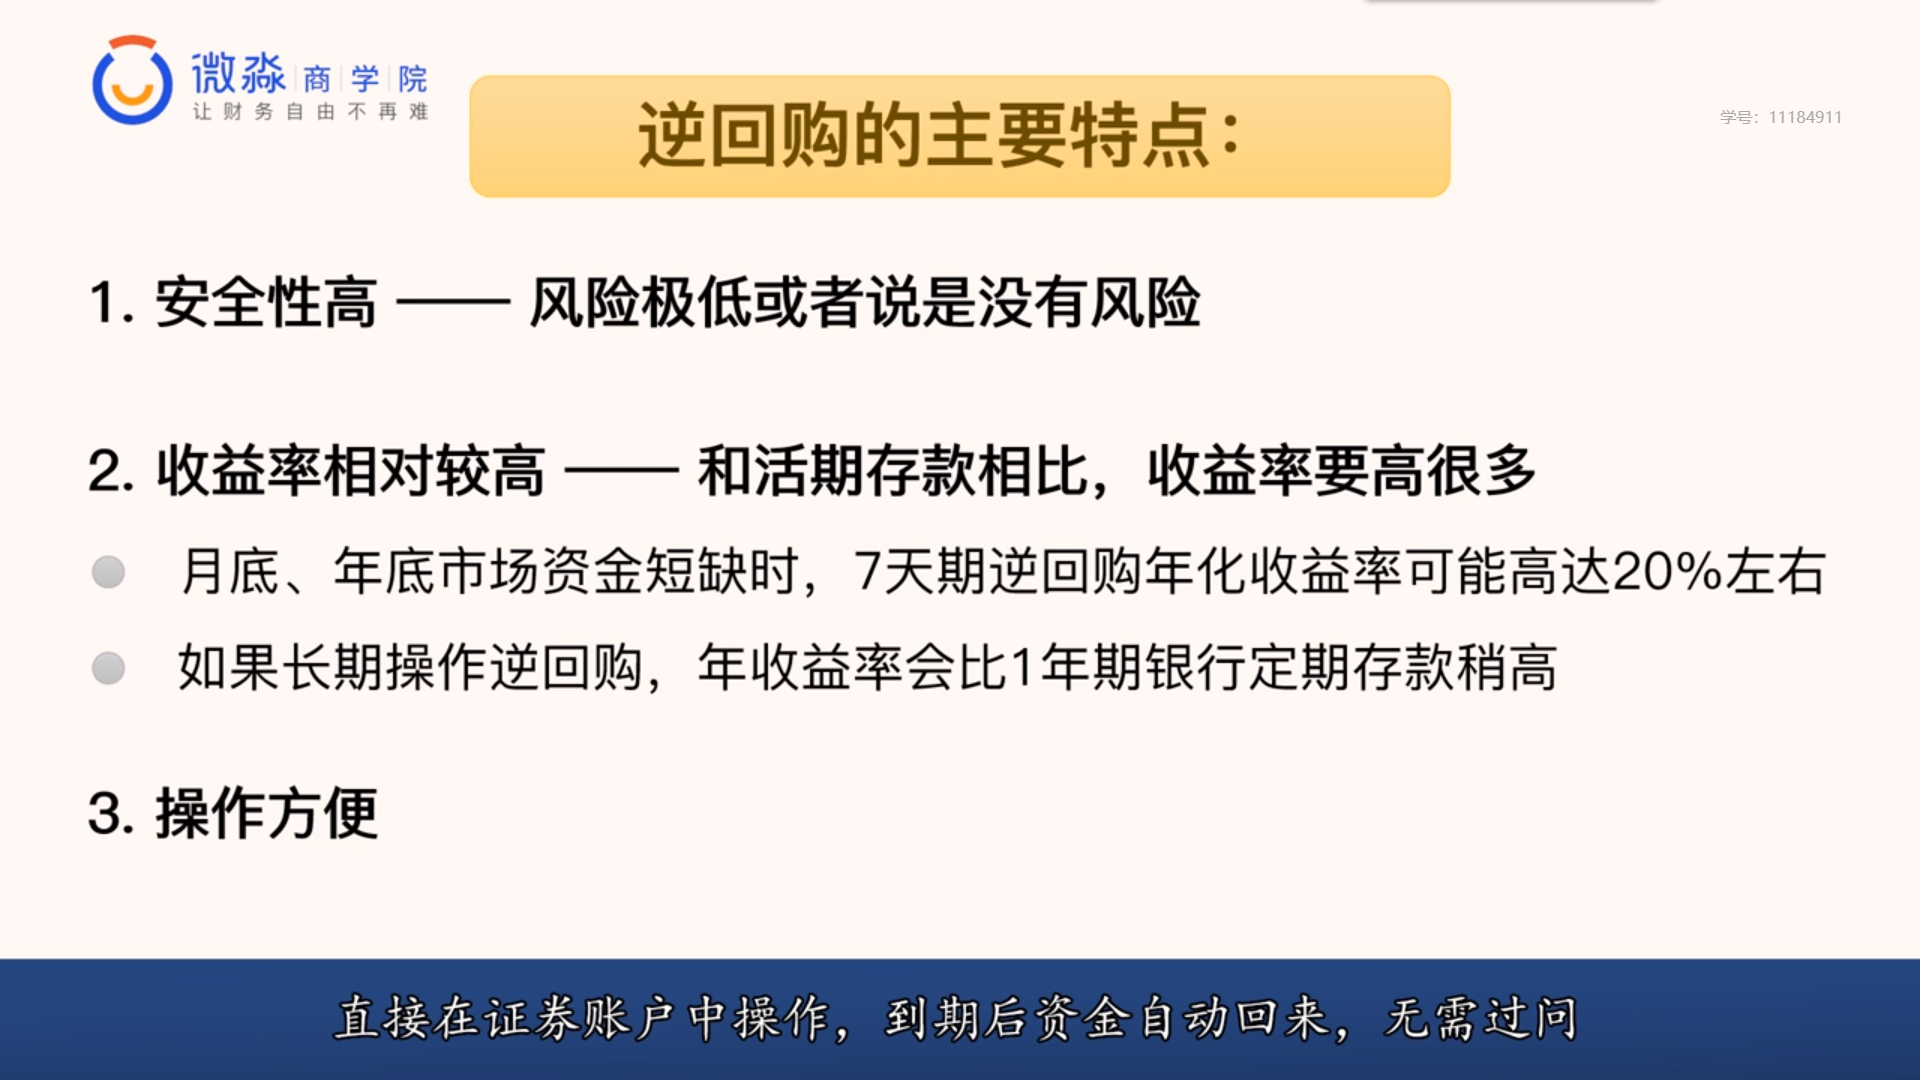 微淼 商学院
让财务自由不再难
学号：11184911
逆回购的主要特点：
1. 安全性高 —— 风险极低或者说是没有风险
2. 收益率相对较高 —— 和活期存款相比，收益率要高很多
月底、年底市场资金短缺时，7天期逆回购年化收益率可能高达20%左右
如果长期操作逆回购，年收益率会比1年期银行定期存款稍高
3. 操作方便
直接在证券账户中操作，到期后资金自动回来，无需过问